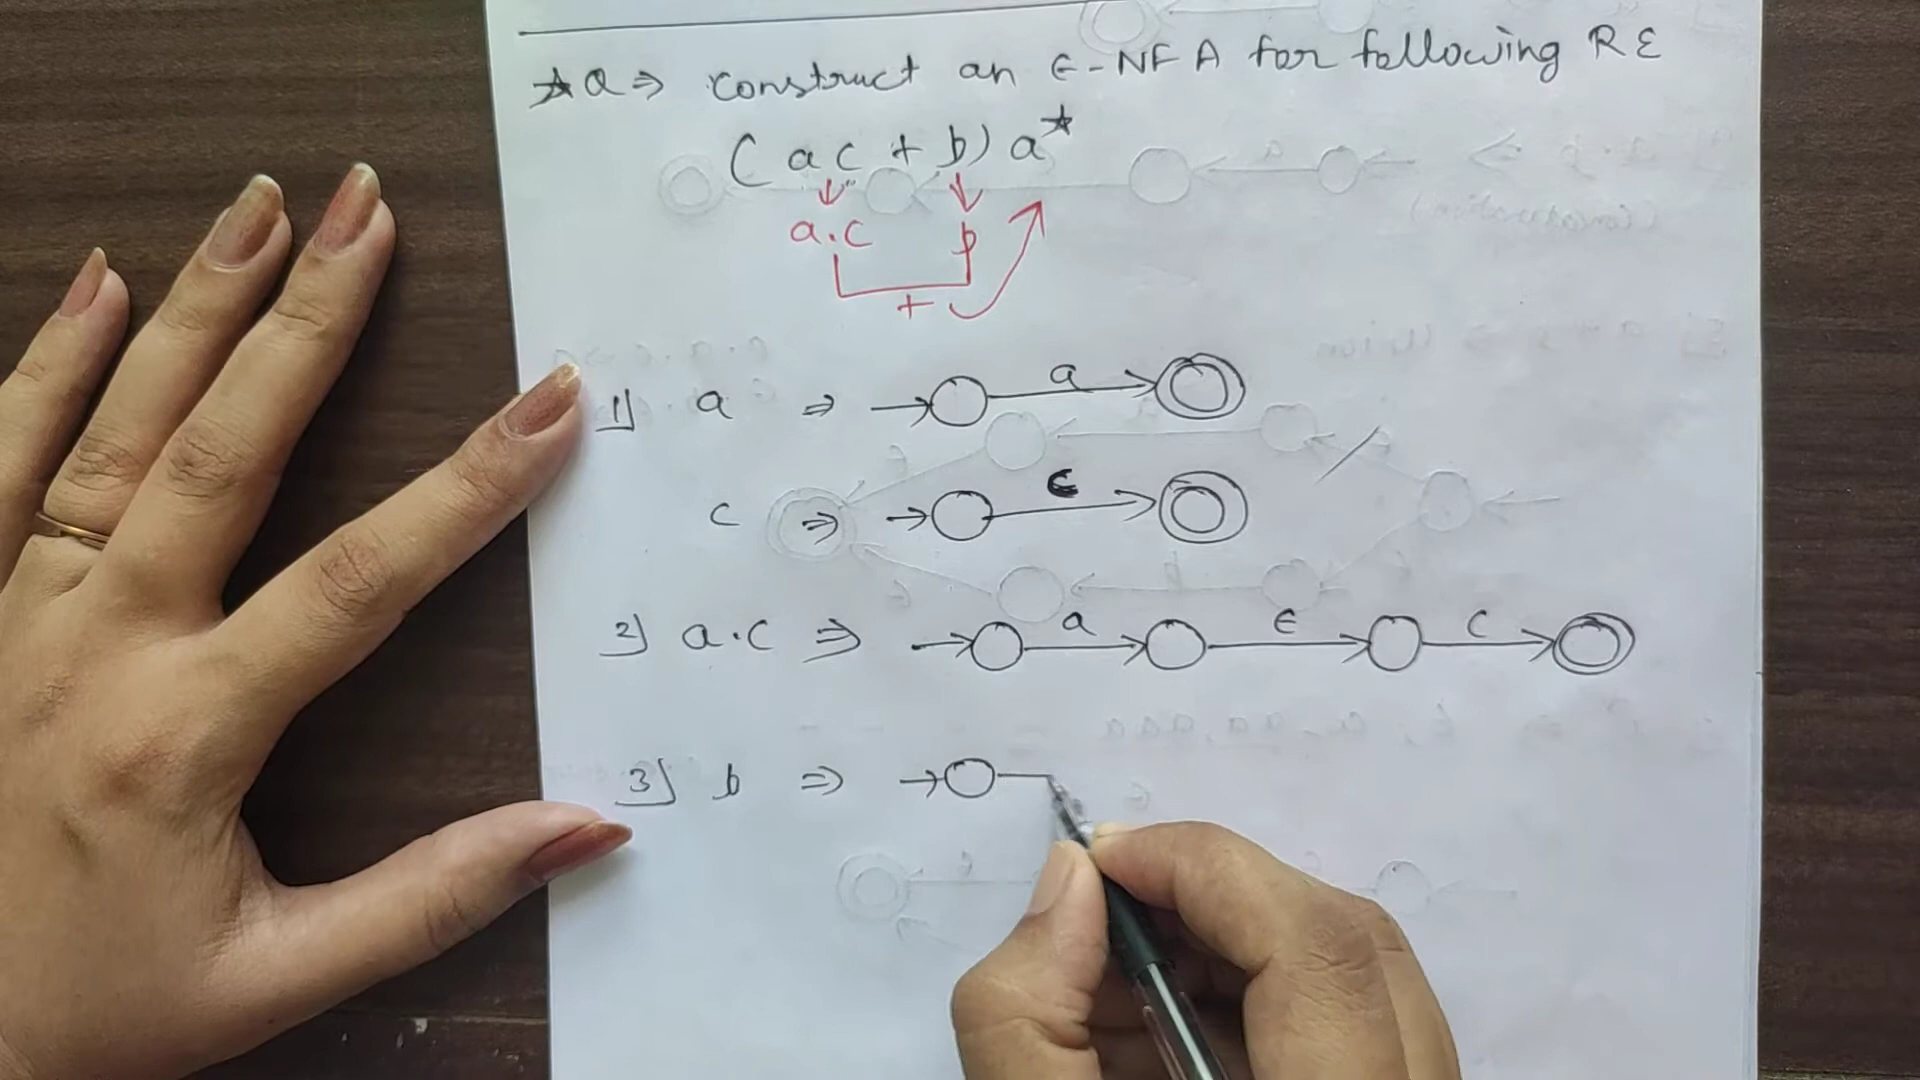 ★Q⇒ construct an ε-NFA for following RE
(ac + b)a*
↓ ↓
a.c b
+
1) a ⇒ a
c ⇒ c
2) a.c ⇒ a ε c
3) b ⇒